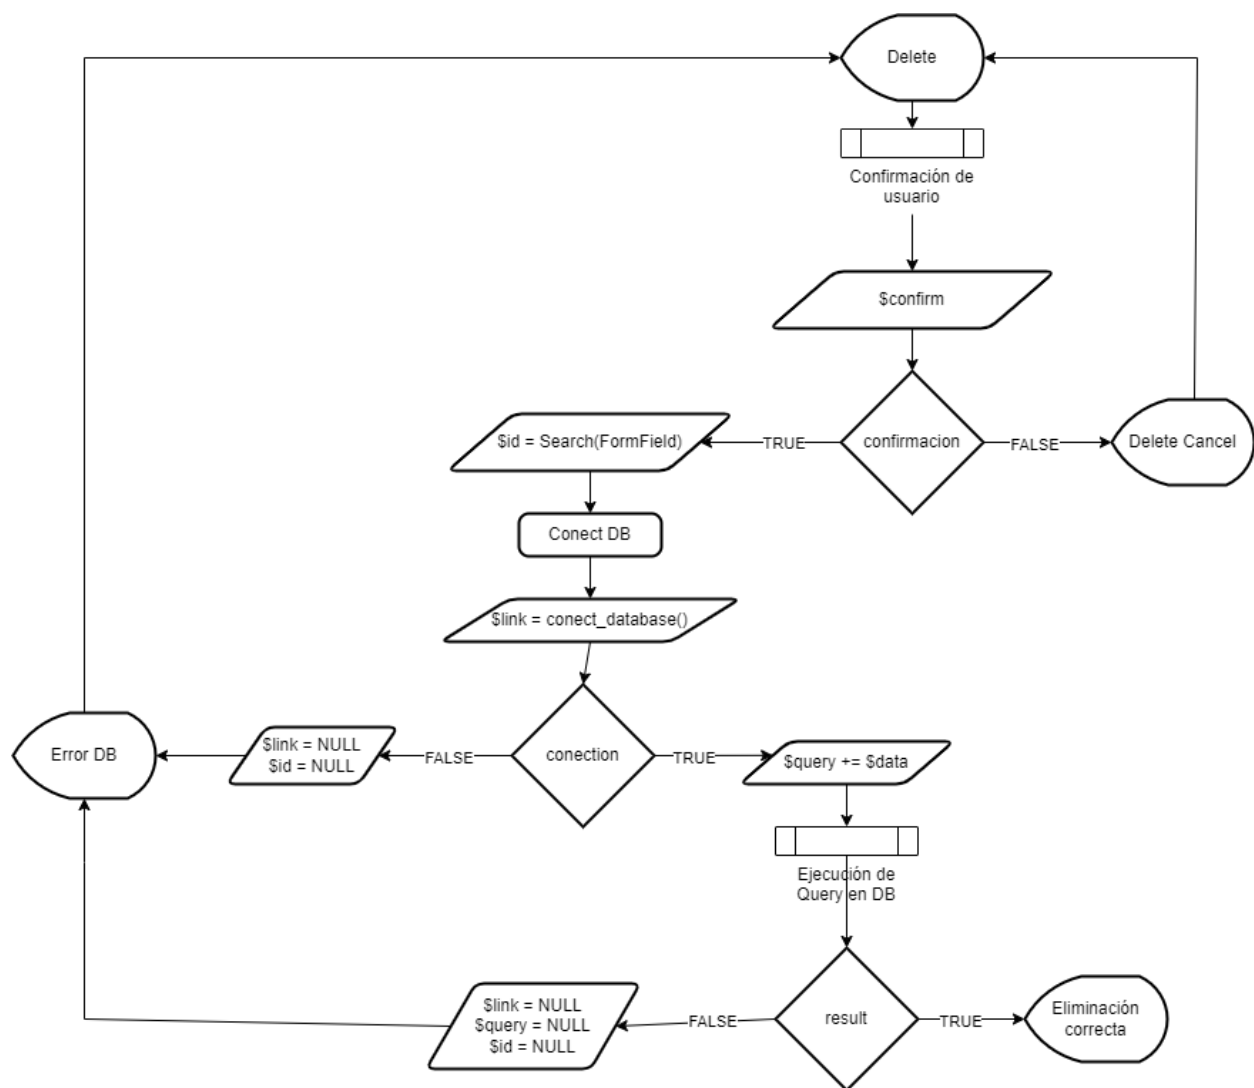 Delete
Confirmación de
usuario
$confirm
$id = Search(FormField)
TRUE
confirmacion
FALSE
Delete Cancel
Conect DB
$link = conect_database()
Error DB
$link = NULL
$id = NULL
FALSE
conection
TRUE
$query += $data
Ejecución de
Query en DB
$link = NULL
$query = NULL
$id = NULL
FALSE
result
TRUE
Eliminación
correcta